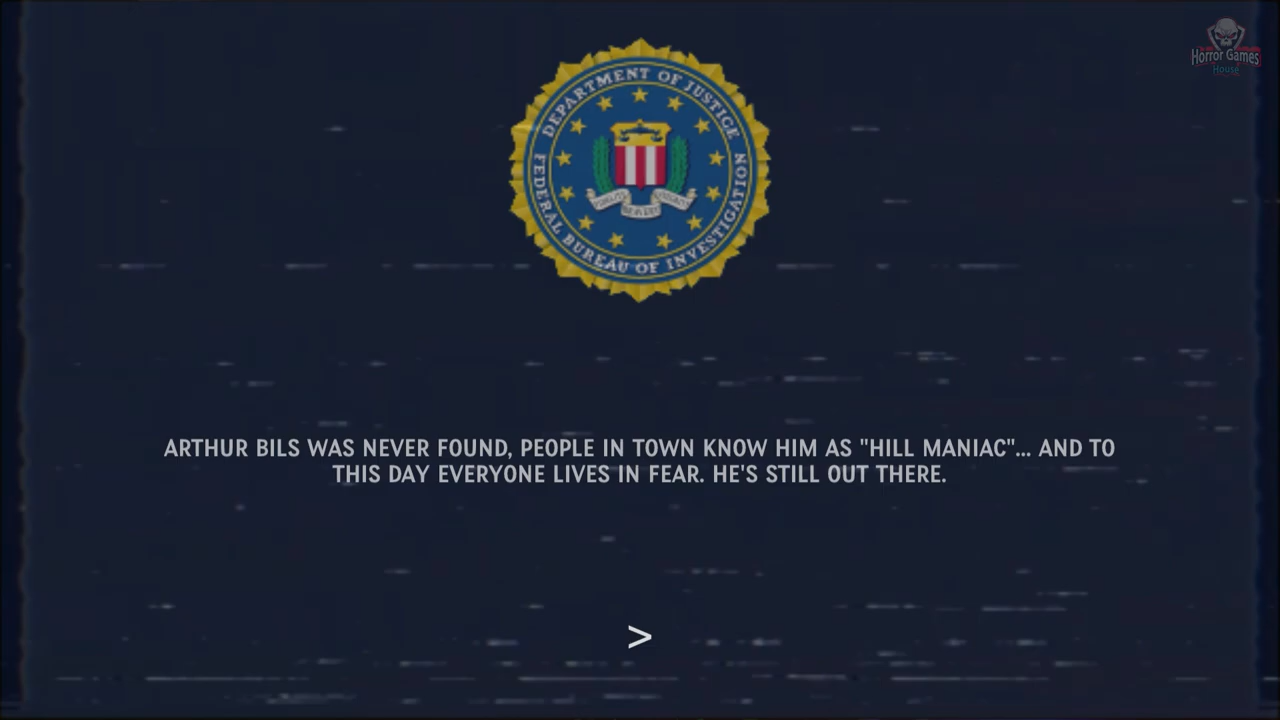 Horror Games
House
DEPARTMENT OF JUSTICE
FEDERAL BUREAU OF INVESTIGATION
ARTHUR BILS WAS NEVER FOUND, PEOPLE IN TOWN KNOW HIM AS "HILL MANIAC"... AND TO
THIS DAY EVERYONE LIVES IN FEAR. HE'S STILL OUT THERE.
>